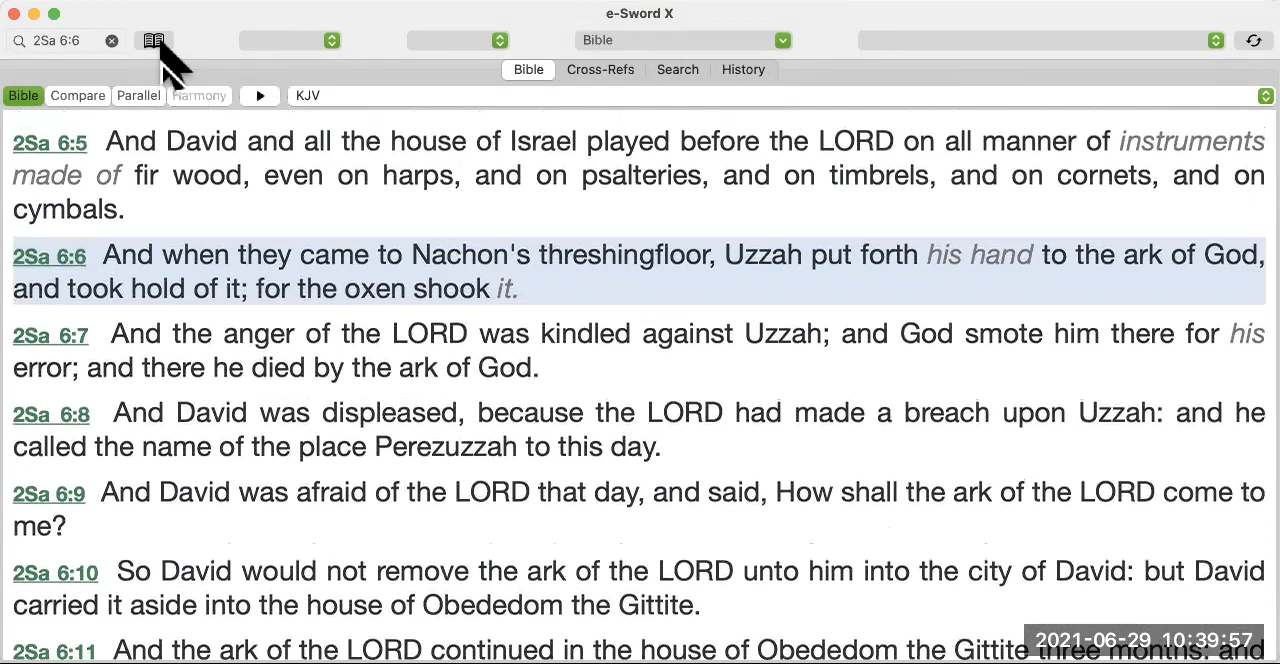 e-Sword X
2Sa 6:6
Bible
Bible Cross-Refs Search History
Bible Compare Parallel Harmony KJV
2Sa 6:5 And David and all the house of Israel played before the LORD on all manner of instruments
made of fir wood, even on harps, and on psalteries, and on timbrels, and on cornets, and on
cymbals.
2Sa 6:6 And when they came to Nachon's threshingfloor, Uzzah put forth his hand to the ark of God,
and took hold of it; for the oxen shook it.
2Sa 6:7 And the anger of the LORD was kindled against Uzzah; and God smote him there for his
error; and there he died by the ark of God.
2Sa 6:8 And David was displeased, because the LORD had made a breach upon Uzzah: and he
called the name of the place Perezuzzah to this day.
2Sa 6:9 And David was afraid of the LORD that day, and said, How shall the ark of the LORD come to
me?
2Sa 6:10 So David would not remove the ark of the LORD unto him into the city of David: but David
carried it aside into the house of Obededom the Gittite.
2Sa 6:11 And the ark of the LORD continued in the house of Obededom the Gittite three months: and
2021-06-29 10:39:57